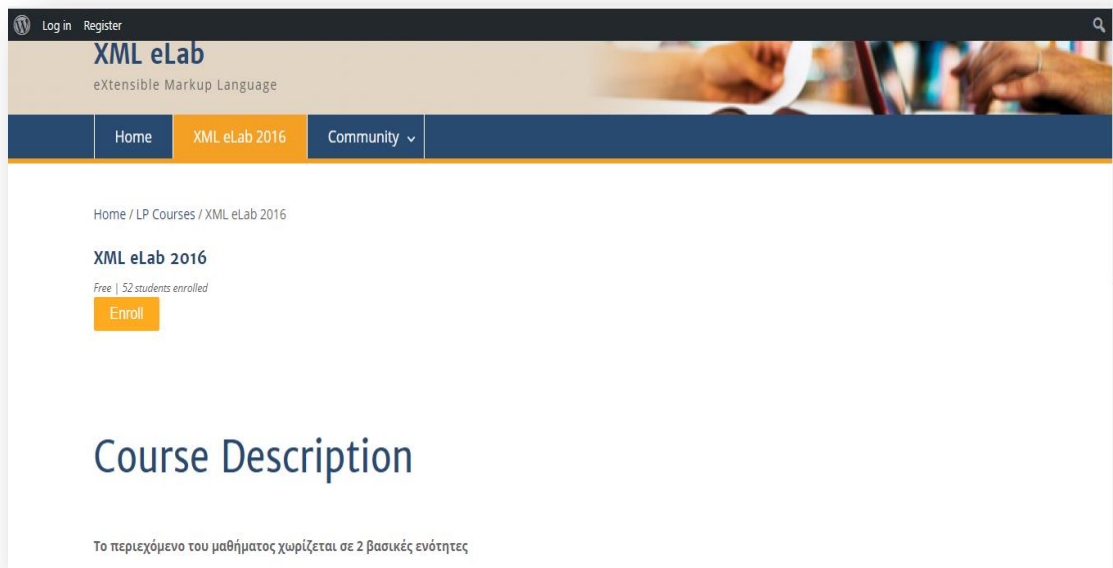 Log in Register
XML eLab
eXtensible Markup Language
Home XML eLab 2016 Community
Home / LP Courses / XML eLab 2016
XML eLab 2016
Free | 52 students enrolled
Enroll
Course Description
Το περιεχόμενο του μαθήματος χωρίζεται σε 2 βασικές ενότητες